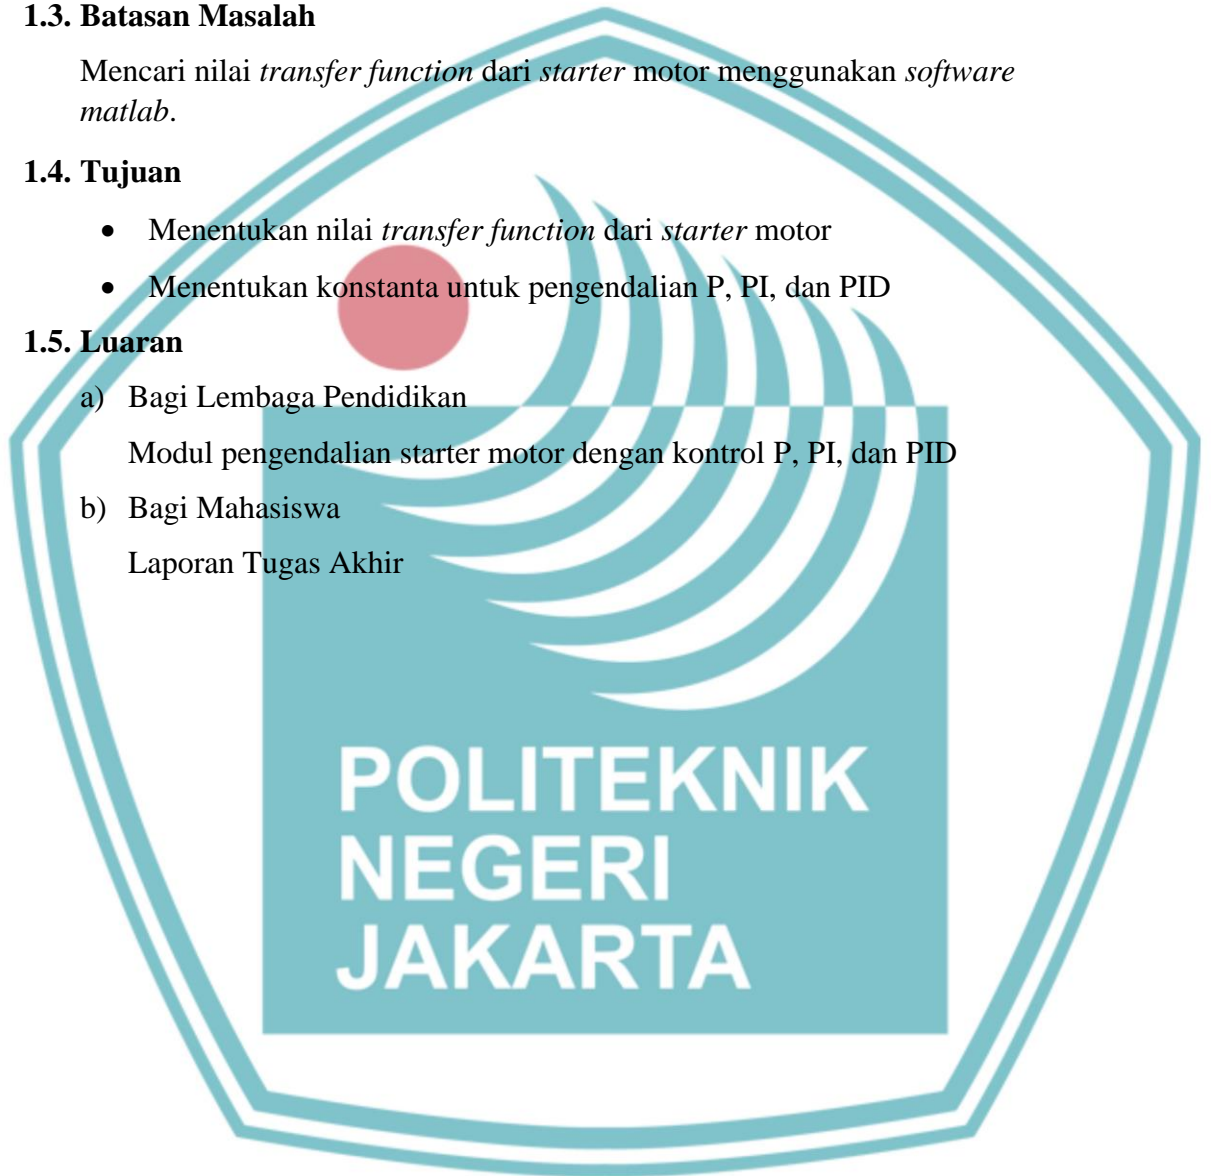 1.3. Batasan Masalah
Mencari nilai transfer function dari starter motor menggunakan software
matlab.
1.4. Tujuan
• Menentukan nilai transfer function dari starter motor
• Menentukan konstanta untuk pengendalian P, PI, dan PID
1.5. Luaran
a) Bagi Lembaga Pendidikan
Modul pengendalian starter motor dengan kontrol P, PI, dan PID
b) Bagi Mahasiswa
Laporan Tugas Akhir
POLITEKNIK
NEGERI
JAKARTA